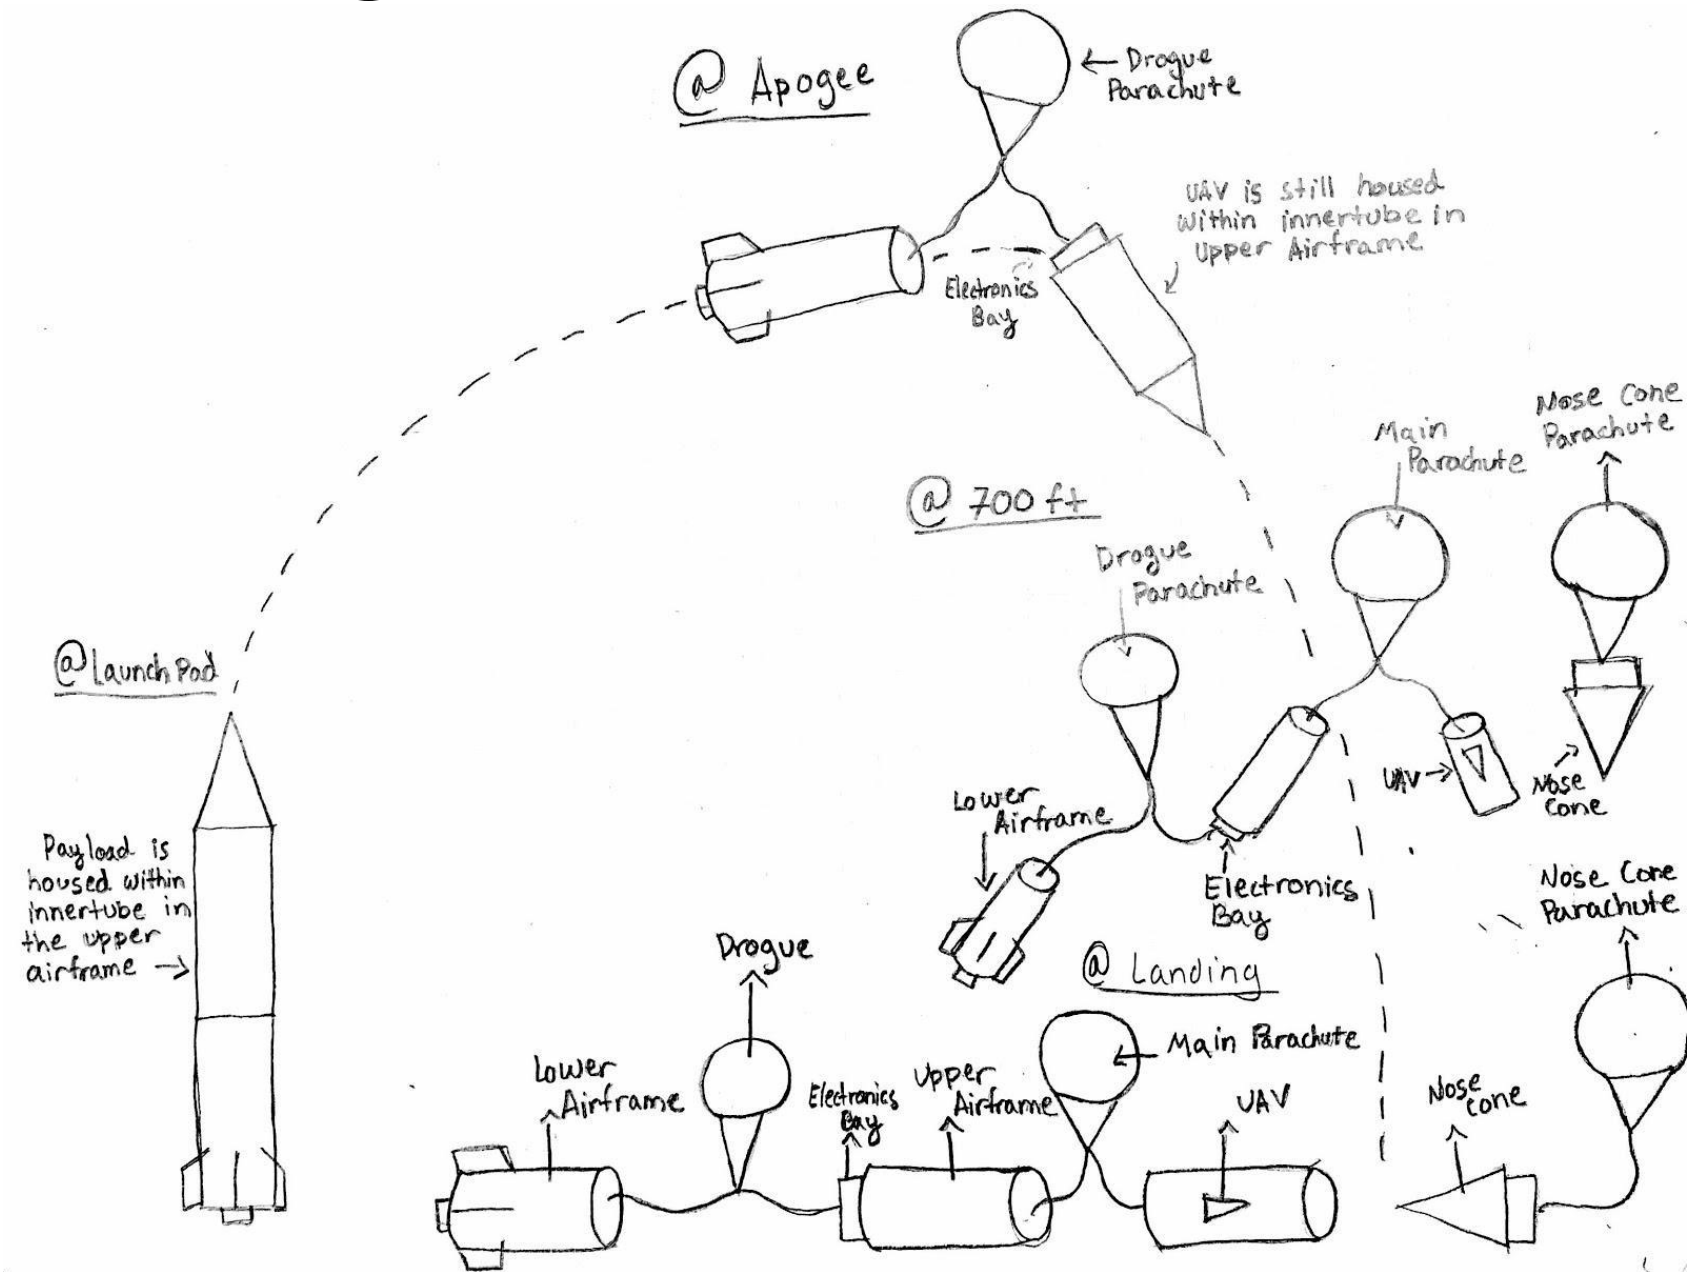 @ Apogee
← Drogue
Parachute
UAV is still housed
within innertube in
Upper Airframe
Electronics
Bay
@ 700 ft
Main
Parachute
Nose Cone
Parachute
Drogue
Parachute
@ Launch Pad
Payload is
housed within
innertube in
the upper
airframe →
Lower
Airframe
UAV →
Nose
Cone
Electronics
Bay
@ Landing
Nose Cone
Parachute
Drogue
Lower
Airframe
Electronics
Bay
Upper
Airframe
← Main Parachute
UAV
Nose
Cone